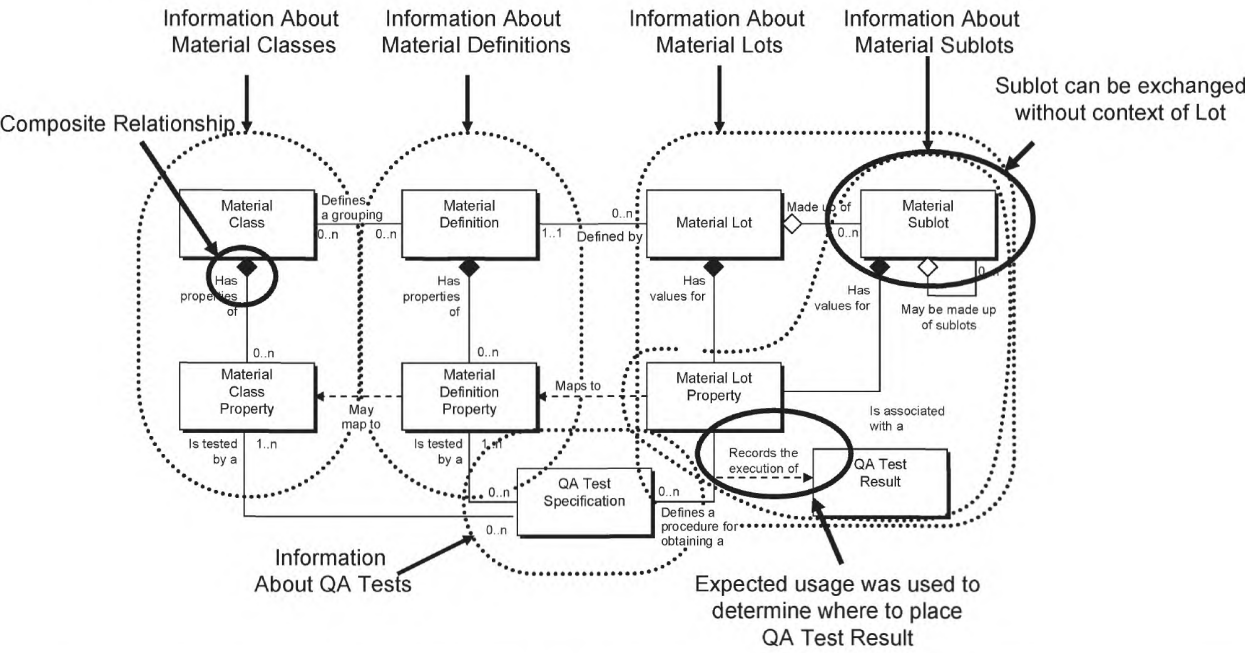 Information About
Material Classes
Information About
Material Definitions
Information About
Material Lots
Information About
Material Sublots
Sublot can be exchanged
without context of Lot
Composite Relationship
Material
Class
Defines
a grouping
0..n
0..n
Material
Definition
1..1
0..n
Defined by
Material Lot
Made up of
0..n
Material
Sublot
Has
properties
of
Has
properties
of
Has
values for
Has
values for
0..n
May be made up
of sublots
0..n
0..n
Material
Class
Property
May
map to
Material
Definition
Property
Maps to
Material Lot
Property
Is associated
with a
Is tested
by a
1..n
Is tested
by a
1..n
Records the
execution of
QA Test
Result
0..n
QA Test
Specification
0..n
0..n
Defines a
procedure for
obtaining a
Information
About QA Tests
Expected usage was used to
determine where to place
QA Test Result